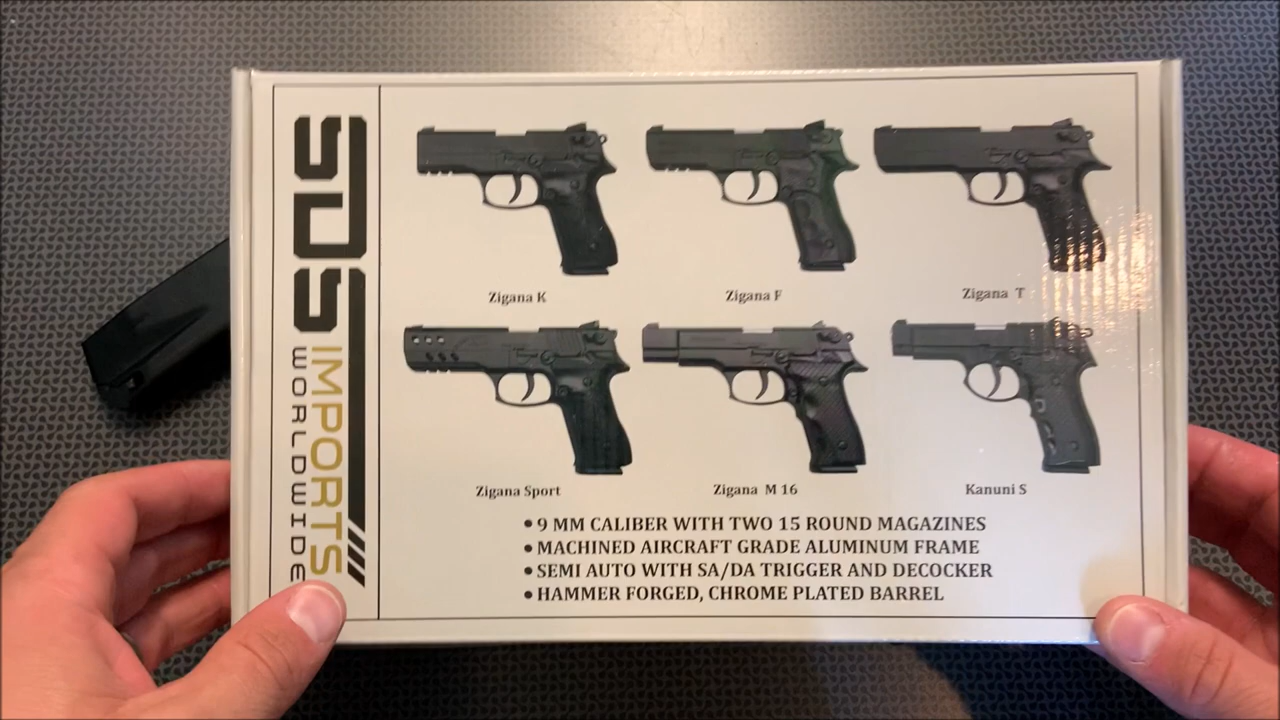 SDS
IMPORTS
WORLDWIDE
Zigana K
Zigana F
Zigana T
Zigana Sport
Zigana M 16
Kanuni S
• 9 MM CALIBER WITH TWO 15 ROUND MAGAZINES
• MACHINED AIRCRAFT GRADE ALUMINUM FRAME
• SEMI AUTO WITH SA/DA TRIGGER AND DECOCKER
• HAMMER FORGED, CHROME PLATED BARREL